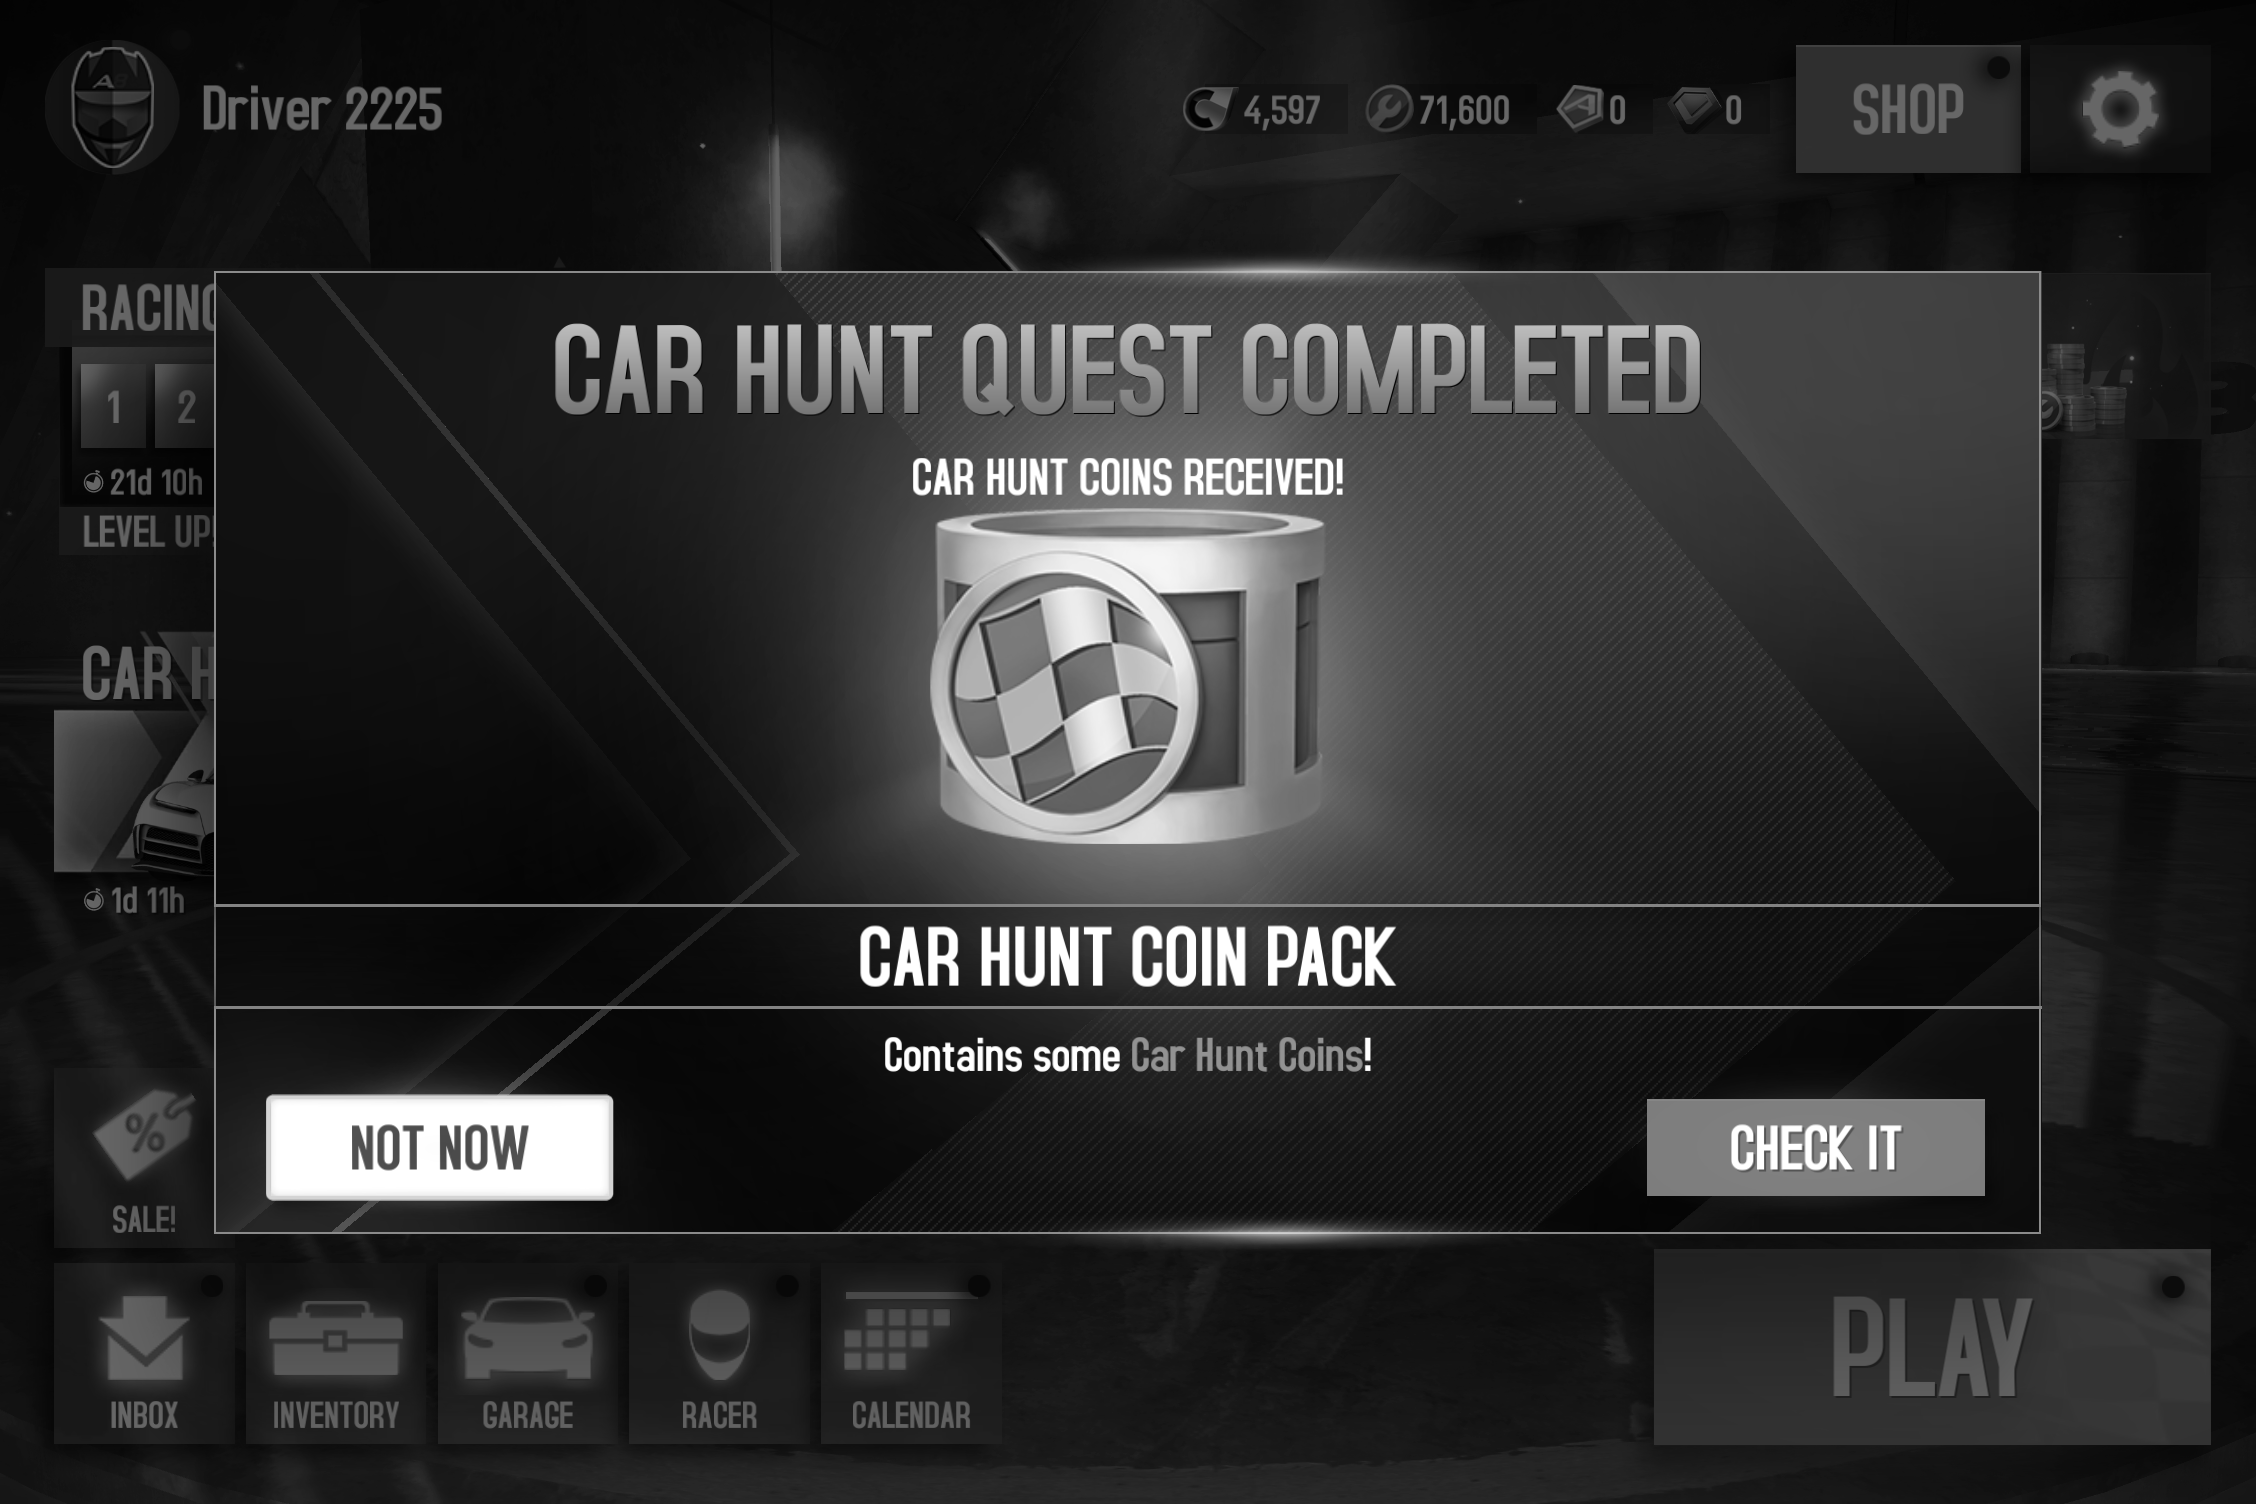 Driver 2225
4,597
71,600
0
0
SHOP
RACING
1
2
21d 10h
LEVEL UP!
CAR HUNT QUEST COMPLETED
CAR HUNT COINS RECEIVED!
CAR H
1d 11h
CAR HUNT COIN PACK
Contains some Car Hunt Coins!
NOT NOW
CHECK IT
%
SALE!
INBOX
INVENTORY
GARAGE
RACER
CALENDAR
PLAY